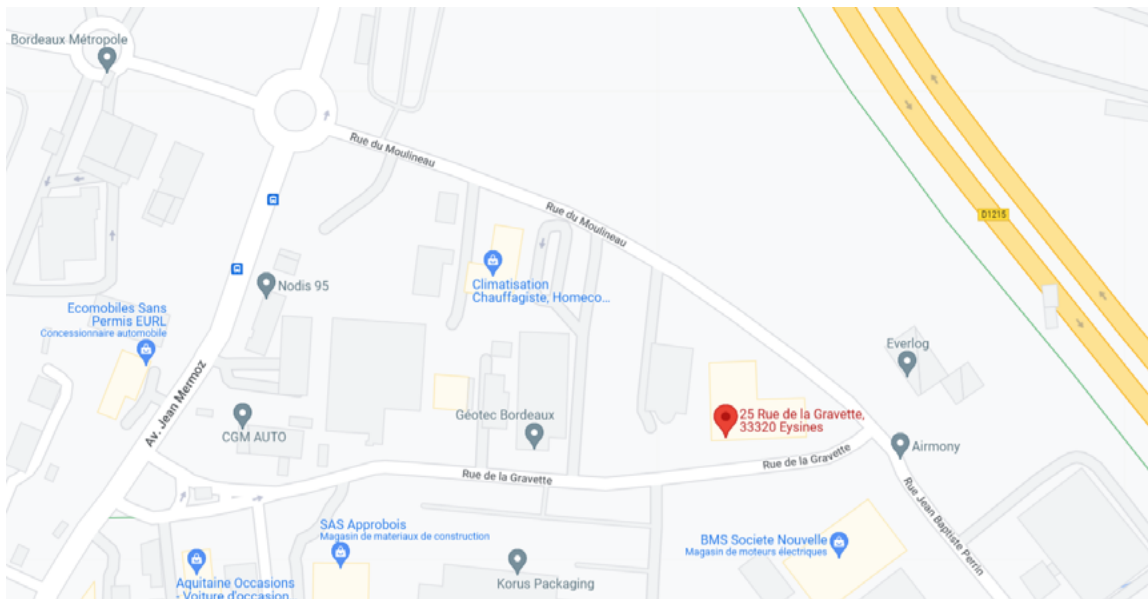 Bordeaux Métropole
Rue du Moulineau
Rue du Moulineau
D1215
Nodis 95
Climatisation
Chauffagiste, Homeco...
Ecomobiles Sans
Permis EURL
Concessionnaire automobile
Everlog
Av. Jean Mermoz
Géotec Bordeaux
25 Rue de la Gravette,
33320 Eysines
CGM AUTO
Airmony
Rue de la Gravette
Rue de la Gravette
Rue Jean Baptiste Perrin
SAS Approbois
Magasin de materiaux de construction
BMS Societe Nouvelle
Magasin de moteurs électriques
Korus Packaging
Aquitaine Occasions
- Voiture d'occasion